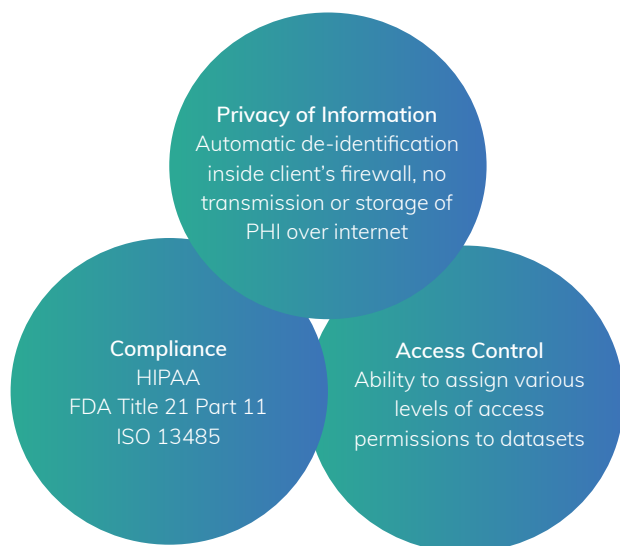 Privacy of Information
Automatic de-identification
inside client's firewall, no
transmission or storage of
PHI over internet
Compliance
HIPAA
FDA Title 21 Part 11
ISO 13485
Access Control
Ability to assign various
levels of access
permissions to datasets